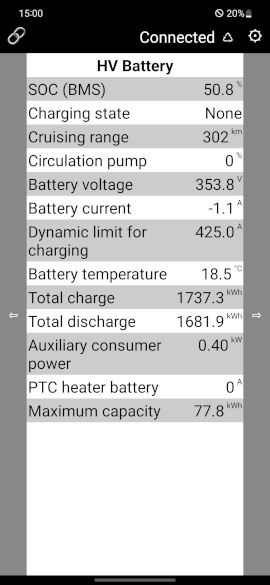 15:00 20%
Connected
HV Battery
SOC (BMS) 50.8 %
Charging state None
Cruising range 302 km
Circulation pump 0 %
Battery voltage 353.8 V
Battery current -1.1 A
Dynamic limit for 425.0 A
charging
Battery temperature 18.5 °C
Total charge 1737.3 kWh
Total discharge 1681.9 kWh
Auxiliary consumer 0.40 kW
power
PTC heater battery 0 A
Maximum capacity 77.8 kWh